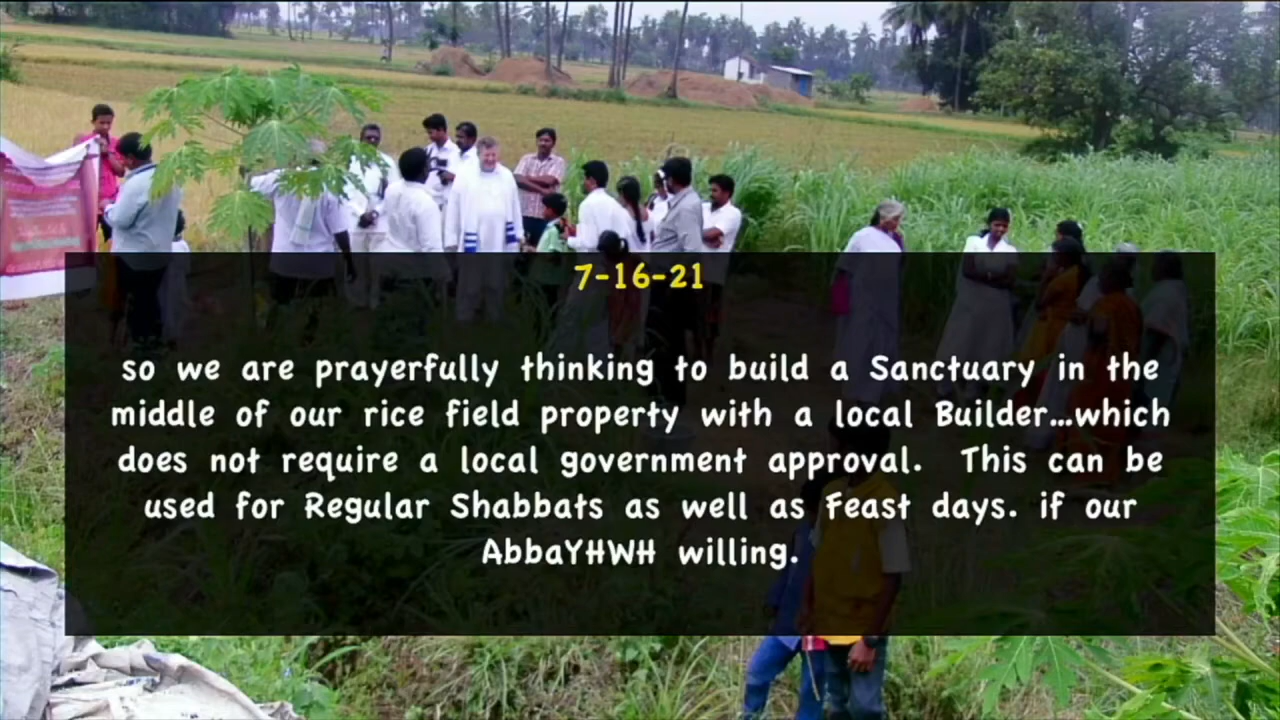 7-16-21
so we are prayerfully thinking to build a Sanctuary in the
middle of our rice field property with a local Builder...which
does not require a local government approval.  This can be
used for Regular Shabbats as well as Feast days. if our
AbbaYHWH willing.